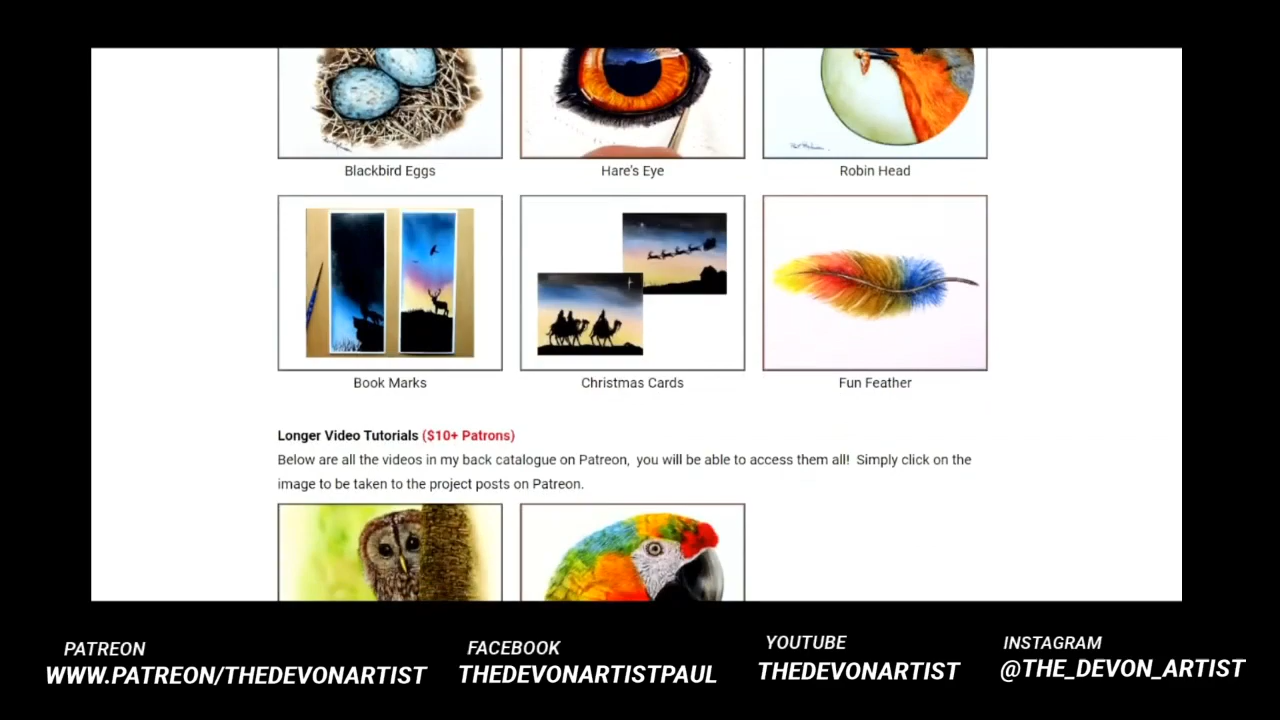 Blackbird Eggs
Hare's Eye
Robin Head
Book Marks
Christmas Cards
Fun Feather
Longer Video Tutorials ($10+ Patrons)
Below are all the videos in my back catalogue on Patreon, you will be able to access them all! Simply click on the
image to be taken to the project posts on Patreon.
PATREON
WWW.PATREON/THEDEVONARTIST
FACEBOOK
THEDEVONARTISTPAUL
YOUTUBE
THEDEVONARTIST
INSTAGRAM
@THE_DEVON_ARTIST